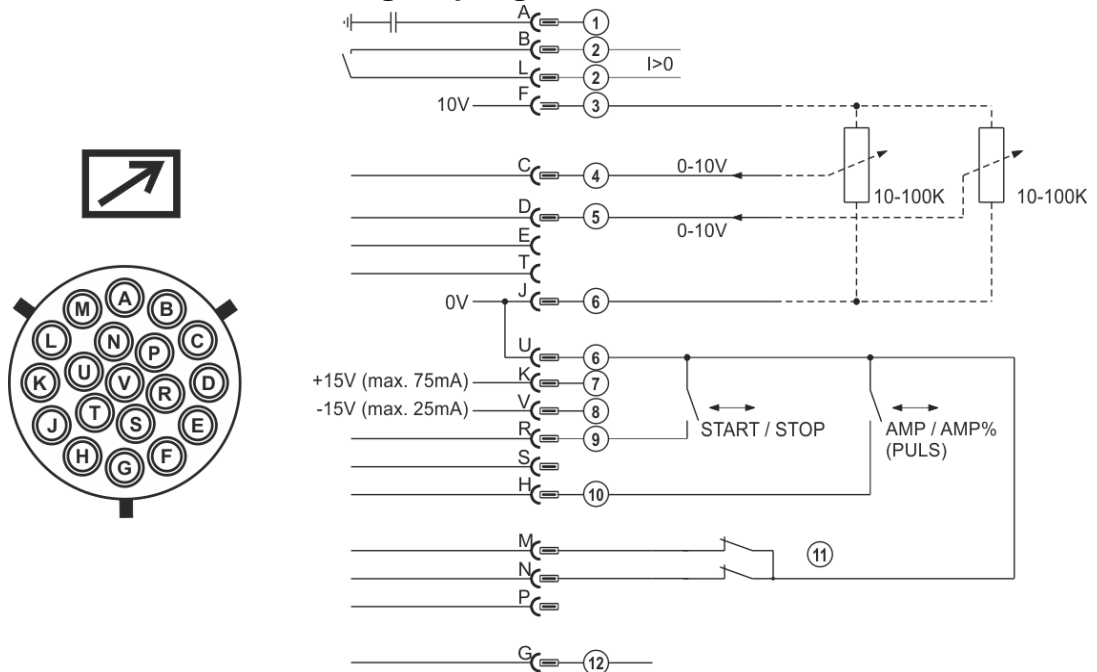 A 1
B 2
L 2 I>0
10V F 3
C 4 0-10V
10-100K 10-100K
D 5
0-10V
E
T
0V J 6
U 6
+15V (max. 75mA) K 7
-15V (max. 25mA) V 8
R 9 START / STOP AMP / AMP%
(PULS)
S
H 10
M 11
N
P
G 12
A
M B
L N P C
K U V R D
J T S E
H G F